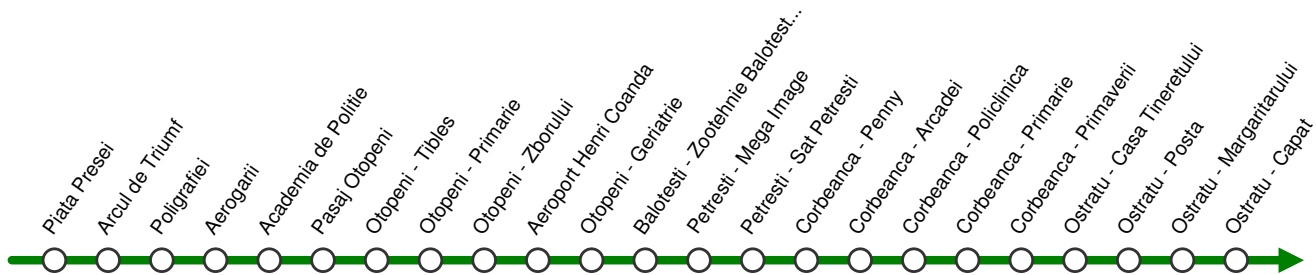 Piata Presei
Arcul de Triumf
Poligrafiei
Aerogarii
Academia de Politie
Pasaj Otopeni
Otopeni - Tibles
Otopeni - Primarie
Otopeni - Zborului
Aeroport Henri Coanda
Otopeni - Geriatrie
Balotesti - Zootehnie Balotest...
Petresti - Mega Image
Petresti - Sat Petresti
Corbeanca - Penny
Corbeanca - Arcadei
Corbeanca - Policlinica
Corbeanca - Primarie
Corbeanca - Primaverii
Ostratu - Casa Tineretului
Ostratu - Posta
Ostratu - Margaritarului
Ostratu - Capat